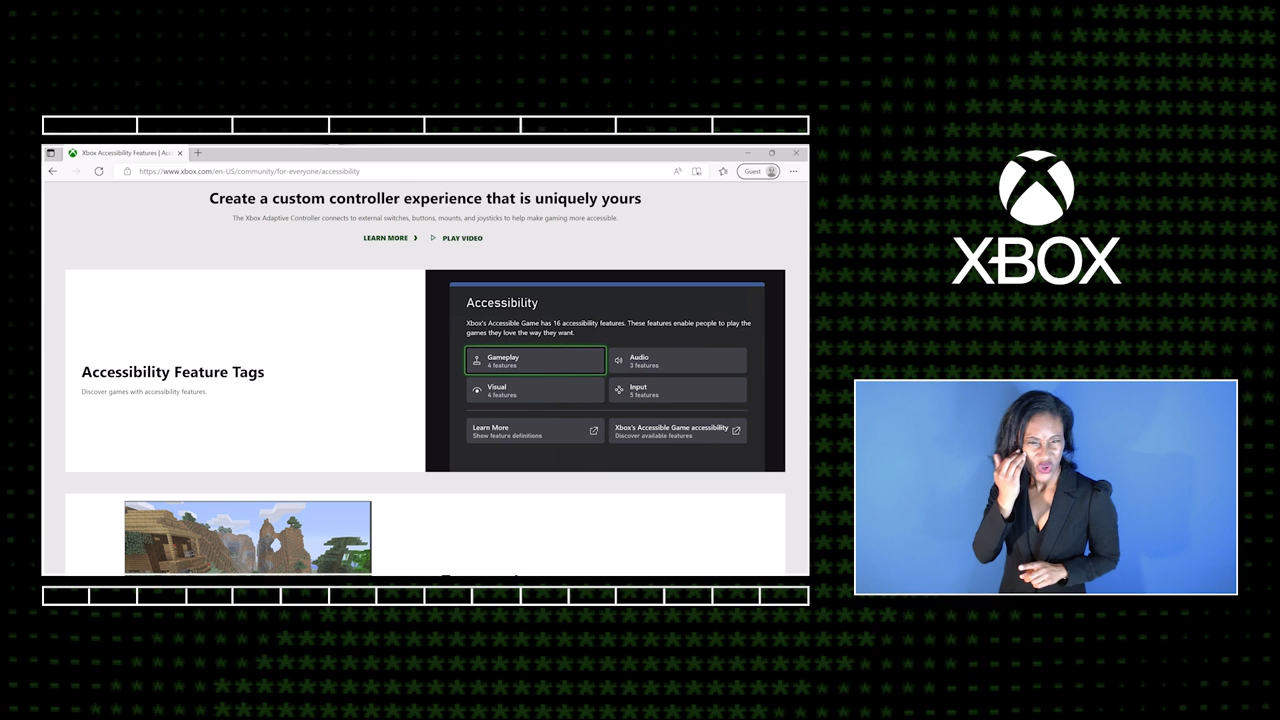 Xbox Accessibility Features | Acc
https://www.xbox.com/en-US/community/for-everyone/accessibility
Guest
Create a custom controller experience that is uniquely yours
The Xbox Adaptive Controller connects to external switches, buttons, mounts, and joysticks to help make gaming more accessible.
LEARN MORE
PLAY VIDEO
Accessibility Feature Tags
Discover games with accessibility features.
Accessibility
Xbox's Accessible Game has 16 accessibility features. These features enable people to play the
games they love the way they want.
Gameplay
4 features
Audio
3 features
Visual
4 features
Input
5 features
Learn More
Show feature definitions
Xbox's Accessible Game accessibility
Discover available features
XBOX